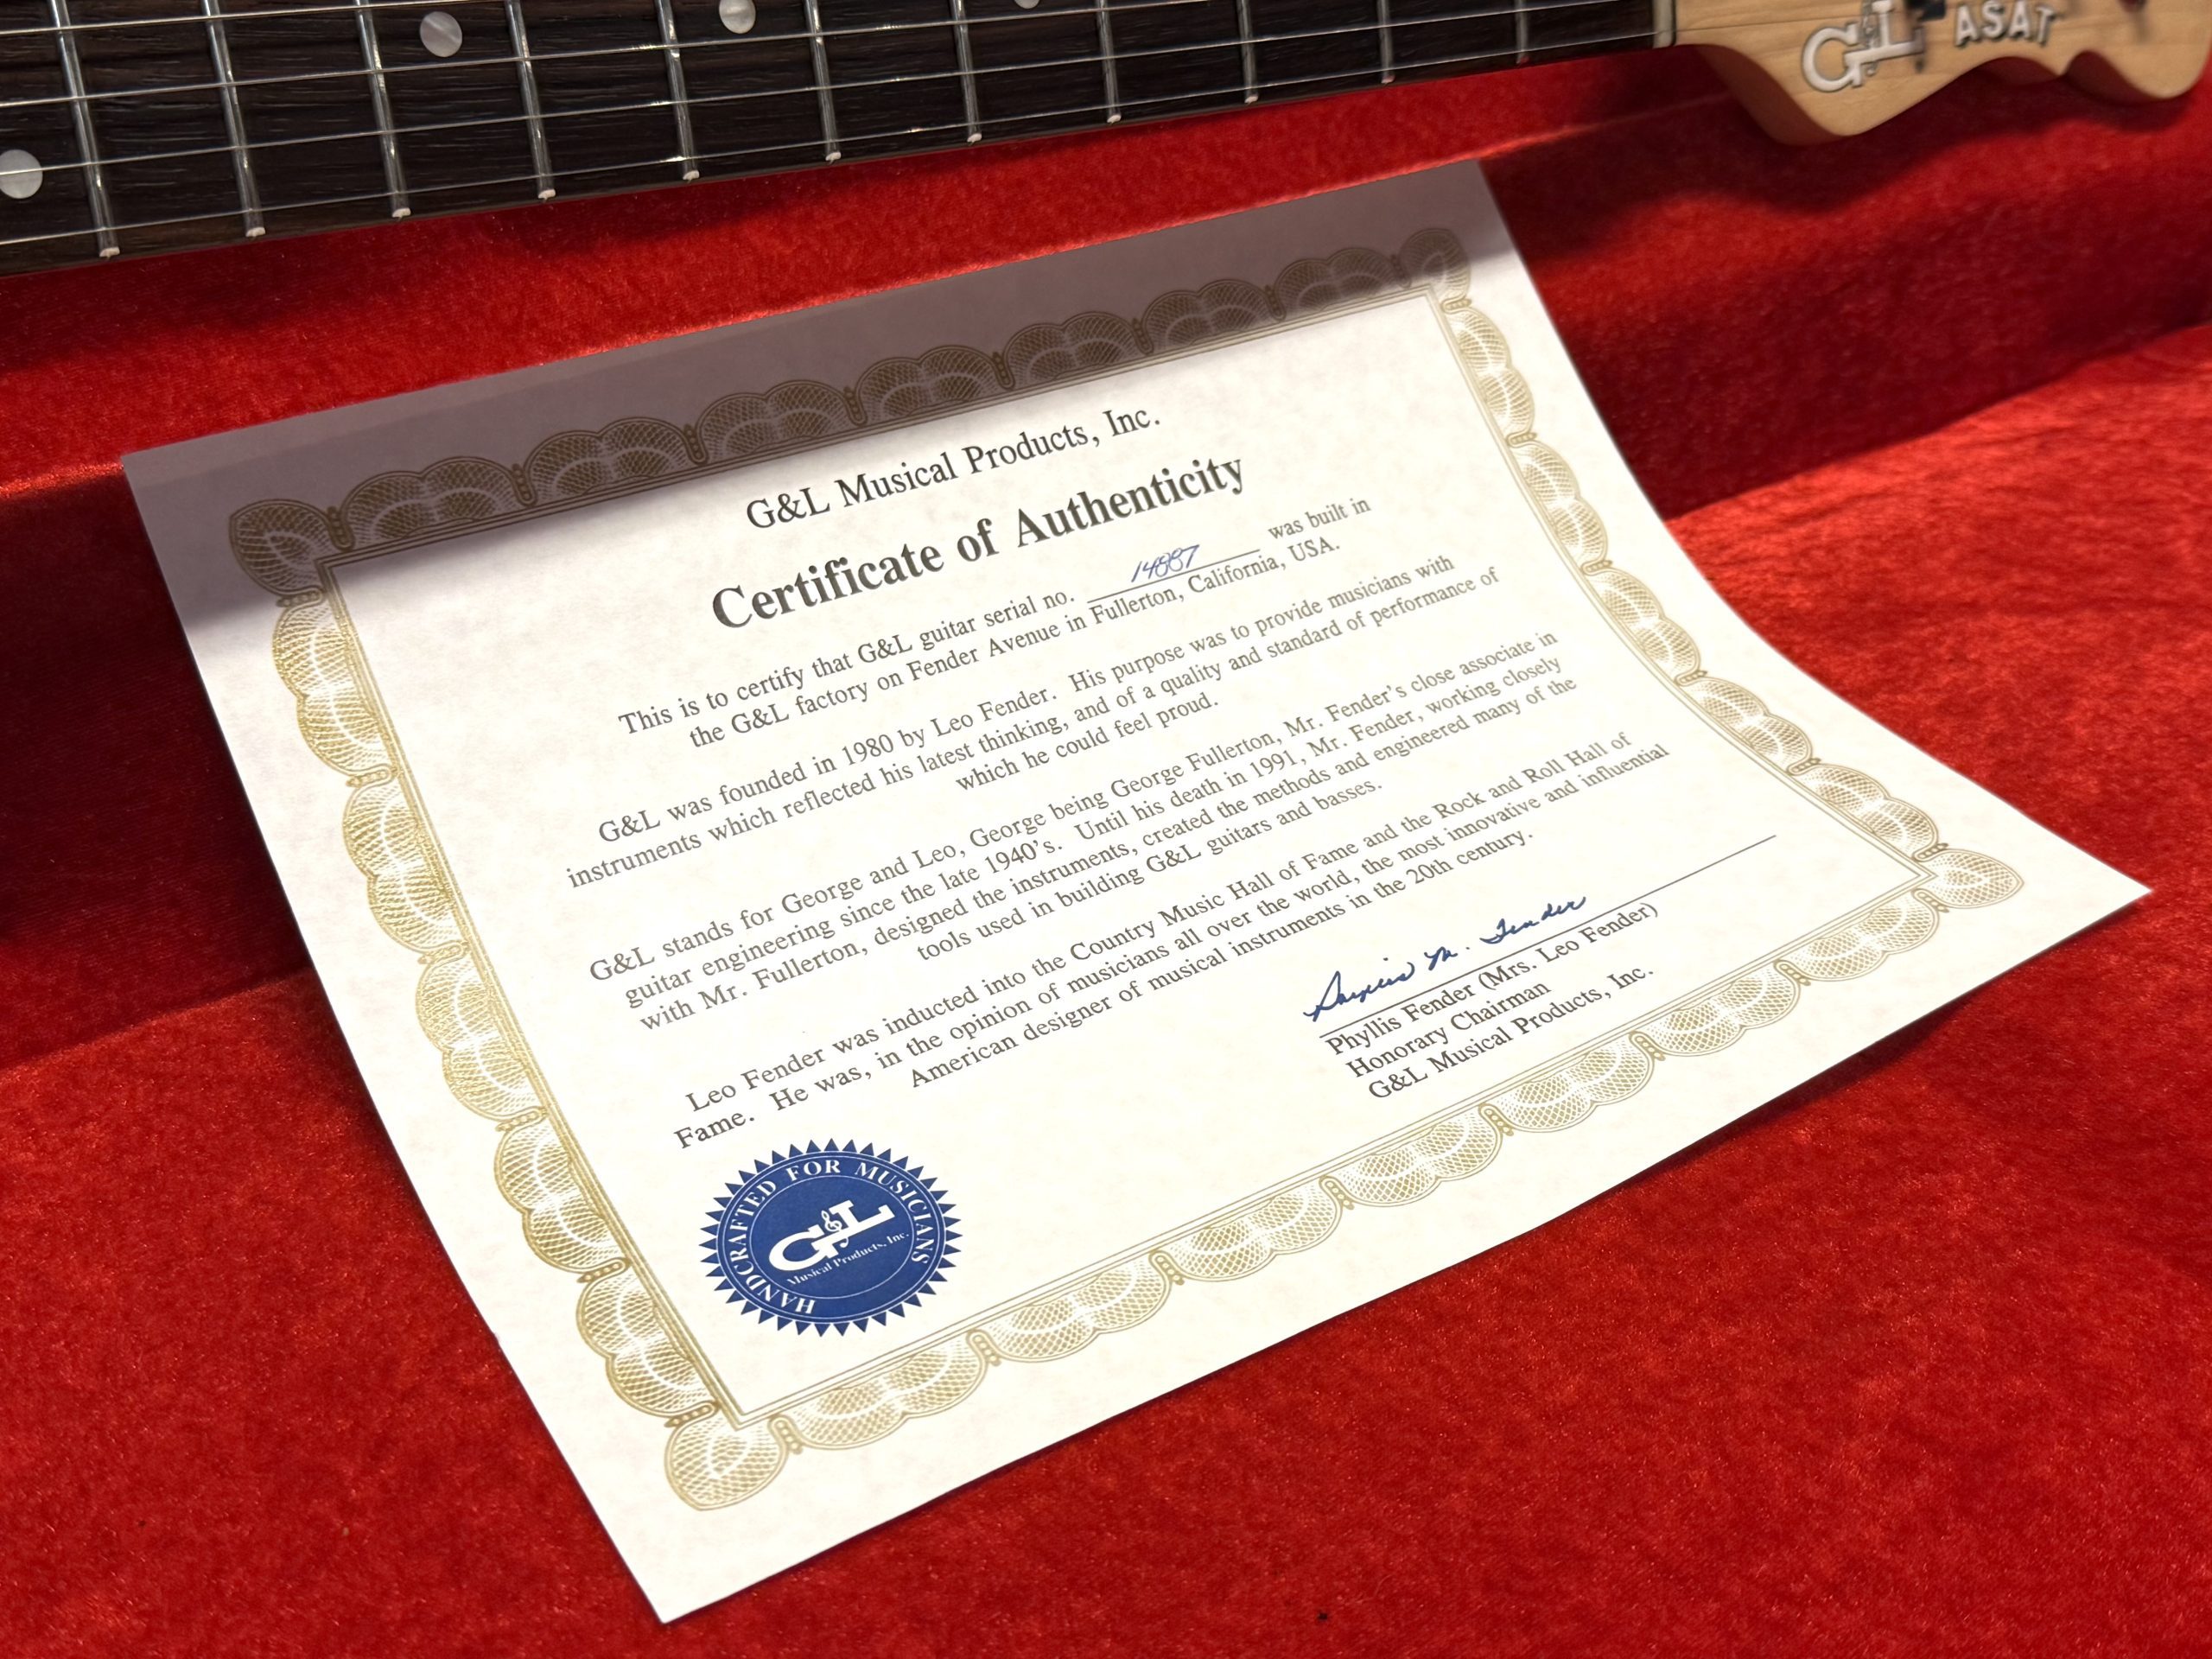 G&L ASAT
G&L Musical Products, Inc.
Certificate of Authenticity
This is to certify that G&L guitar serial no. 14887 was built in
the G&L factory on Fender Avenue in Fullerton, California, USA.
G&L was founded in 1980 by Leo Fender. His purpose was to provide musicians with
instruments which reflected his latest thinking, and of a quality and standard of performance of
which he could feel proud.
G&L stands for George and Leo, George being George Fullerton, Mr. Fender's close associate in
guitar engineering since the late 1940's. Until his death in 1991, Mr. Fender, working closely
with Mr. Fullerton, designed the instruments, created the methods and engineered many of the
tools used in building G&L guitars and basses.
Leo Fender was inducted into the Country Music Hall of Fame and the Rock and Roll Hall of
Fame. He was, in the opinion of musicians all over the world, the most innovative and influential
American designer of musical instruments in the 20th century.
Phyllis M. Fender
Phyllis Fender (Mrs. Leo Fender)
Honorary Chairman
G&L Musical Products, Inc.
HANDCRAFTED FOR MUSICIANS
G&L
Musical Products, Inc.